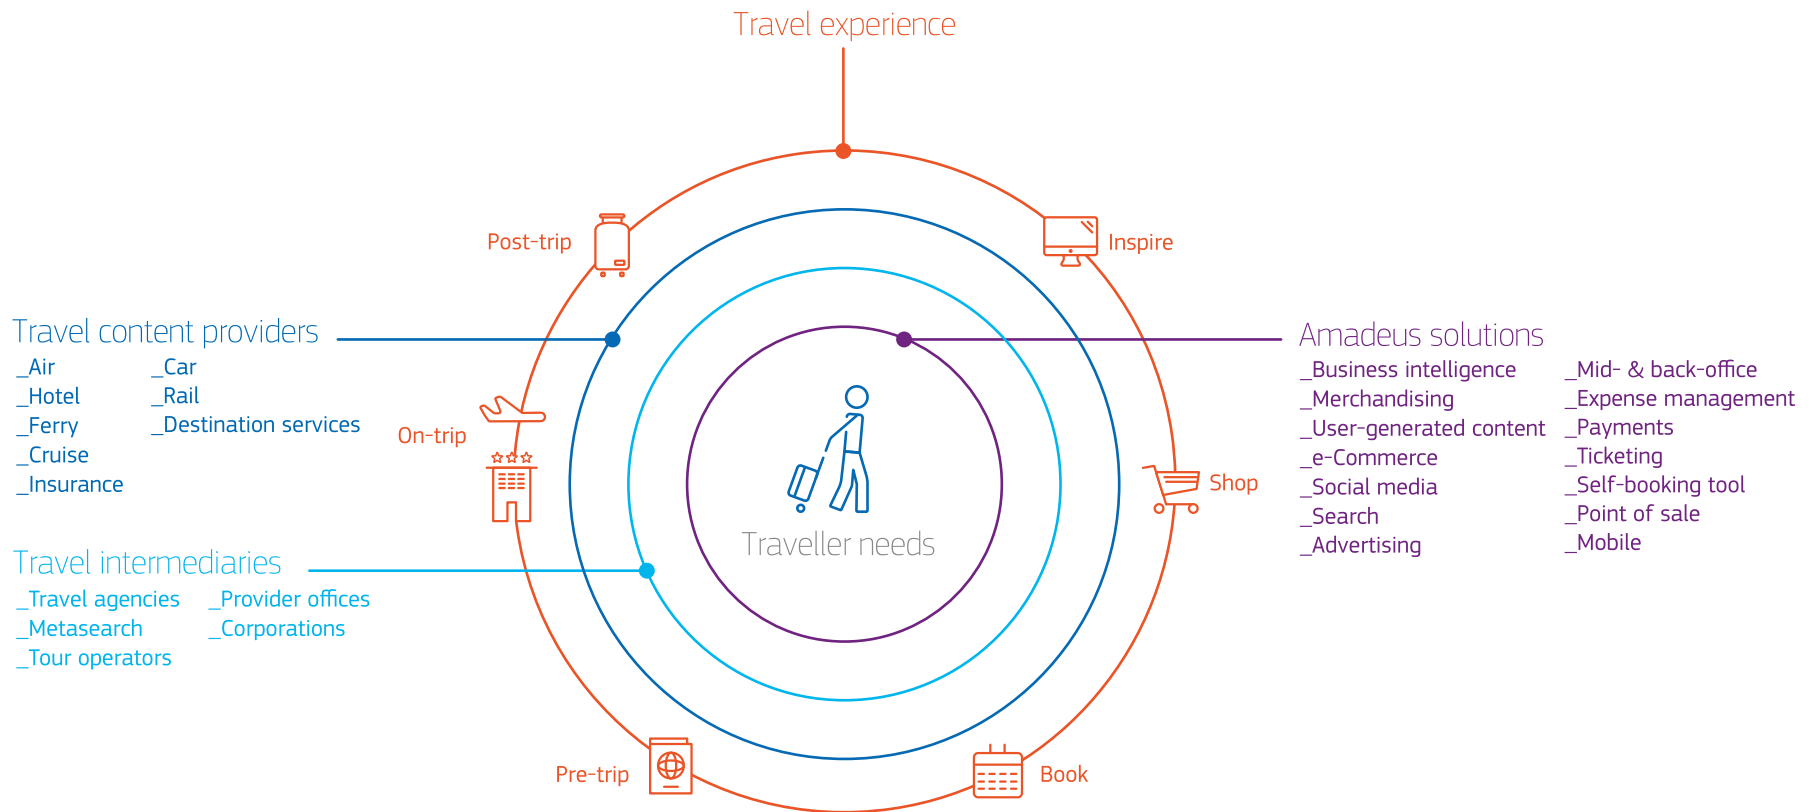 Travel experience
Post-trip
Inspire
Travel content providers
_Air
_Hotel
_Ferry
_Cruise
_Insurance
_Car
_Rail
_Destination services
Amadeus solutions
_Business intelligence
_Merchandising
_User-generated content
_e-Commerce
_Social media
_Search
_Advertising
_Mid- & back-office
_Expense management
_Payments
_Ticketing
_Self-booking tool
_Point of sale
_Mobile
On-trip
Shop
Traveller needs
Travel intermediaries
_Travel agencies
_Metasearch
_Tour operators
_Provider offices
_Corporations
Pre-trip
Book